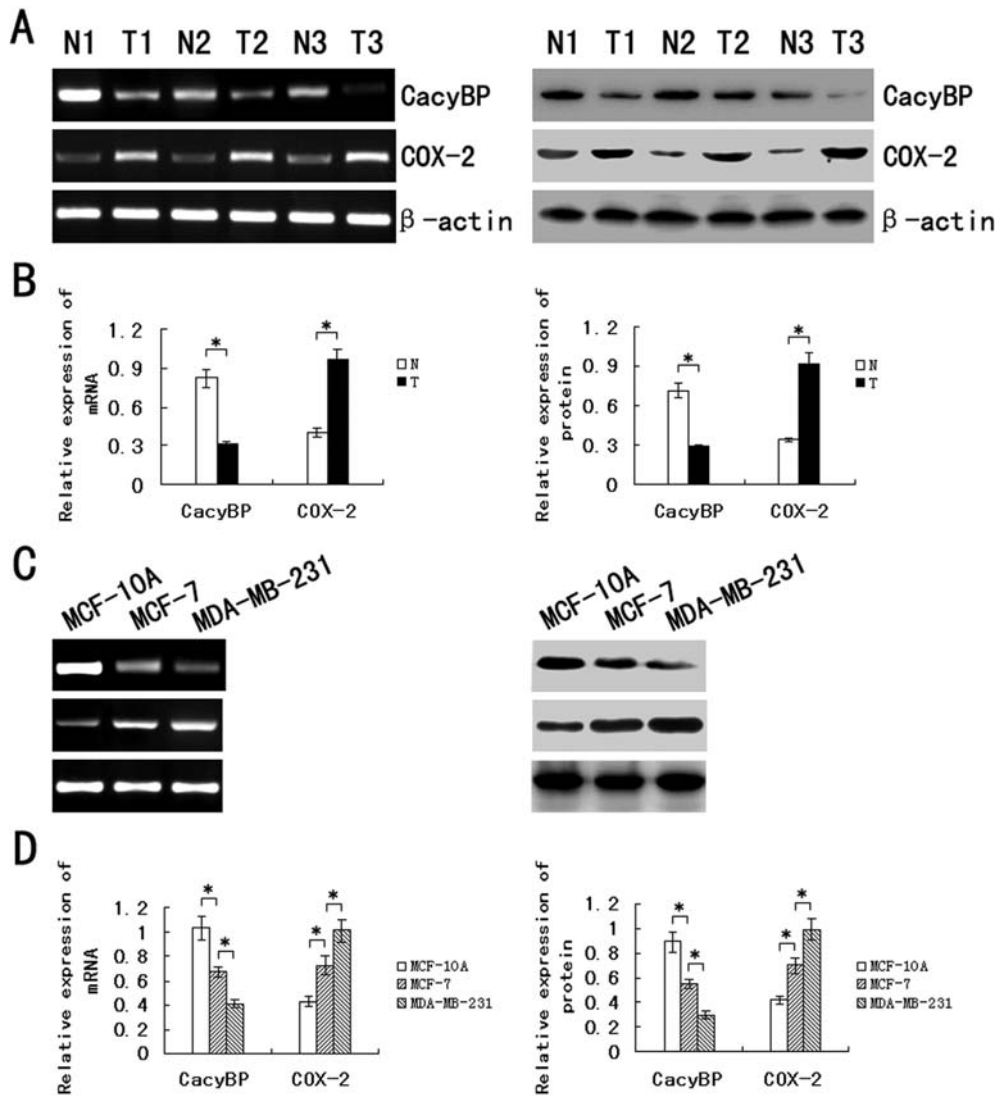 A
N1 T1 N2 T2 N3 T3
CacyBP
COX-2
β-actin
N1 T1 N2 T2 N3 T3
CacyBP
COX-2
β-actin
B
Relative expression of
mRNA
1.2
0.9
0.6
0.3
0
*
*
CacyBP COX-2
N
T
Relative expression of
protein
1.2
0.9
0.6
0.3
0
*
*
CacyBP COX-2
N
T
C
MCF-10A
MCF-7
MDA-MB-231
MCF-10A
MCF-7
MDA-MB-231
D
Relative expression of
mRNA
1.2
1
0.8
0.6
0.4
0.2
0
*
*
*
*
CacyBP COX-2
MCF-10A
MCF-7
MDA-MB-231
Relative expression of
protein
1.2
1
0.8
0.6
0.4
0.2
0
*
*
*
*
CacyBP COX-2
MCF-10A
MCF-7
MDA-MB-231